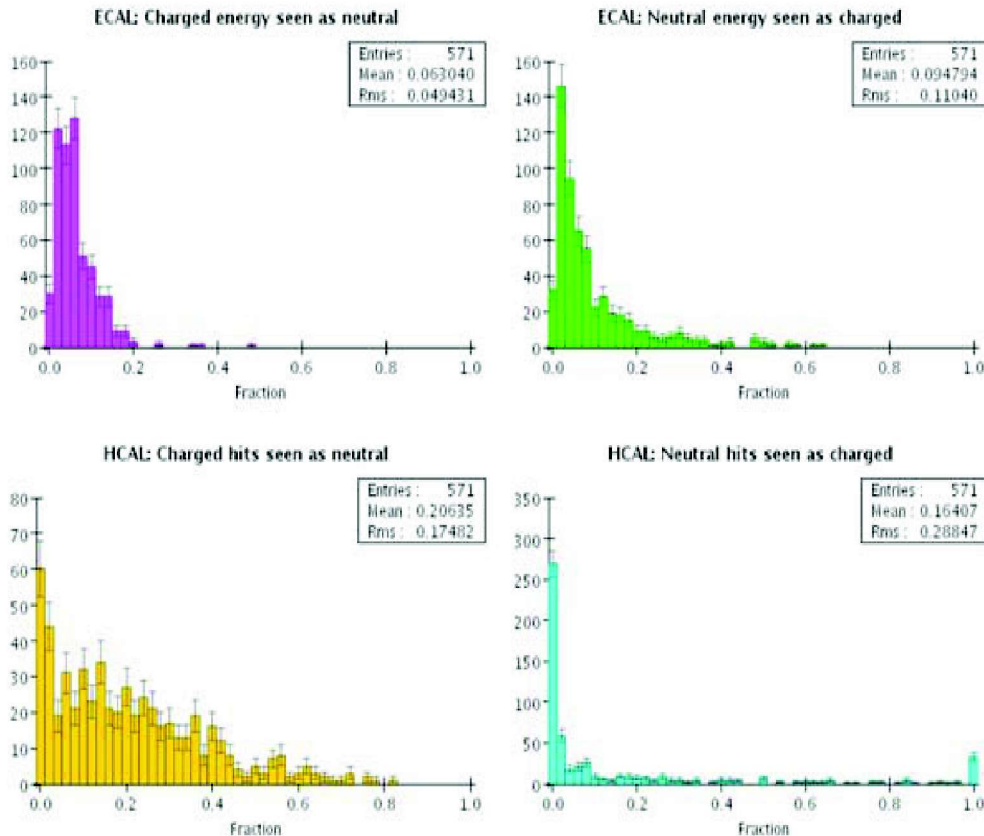 ECAL: Charged energy seen as neutral
Entries : 571
Mean : 0.063040
Rms : 0.049431
160
140
120
100
80
60
40
20
0
0.0 0.2 0.4 0.6 0.8 1.0
Fraction
ECAL: Neutral energy seen as charged
Entries : 571
Mean : 0.094794
Rms : 0.11040
160
140
120
100
80
60
40
20
0
0.0 0.2 0.4 0.6 0.8 1.0
Fraction
HCAL: Charged hits seen as neutral
Entries : 571
Mean : 0.20635
Rms : 0.17482
80
70
60
50
40
30
20
10
0
0.0 0.2 0.4 0.6 0.8 1.0
Fraction
HCAL: Neutral hits seen as charged
Entries : 571
Mean : 0.16407
Rms : 0.28847
350
300
250
200
150
100
50
0
0.0 0.2 0.4 0.6 0.8 1.0
Fraction